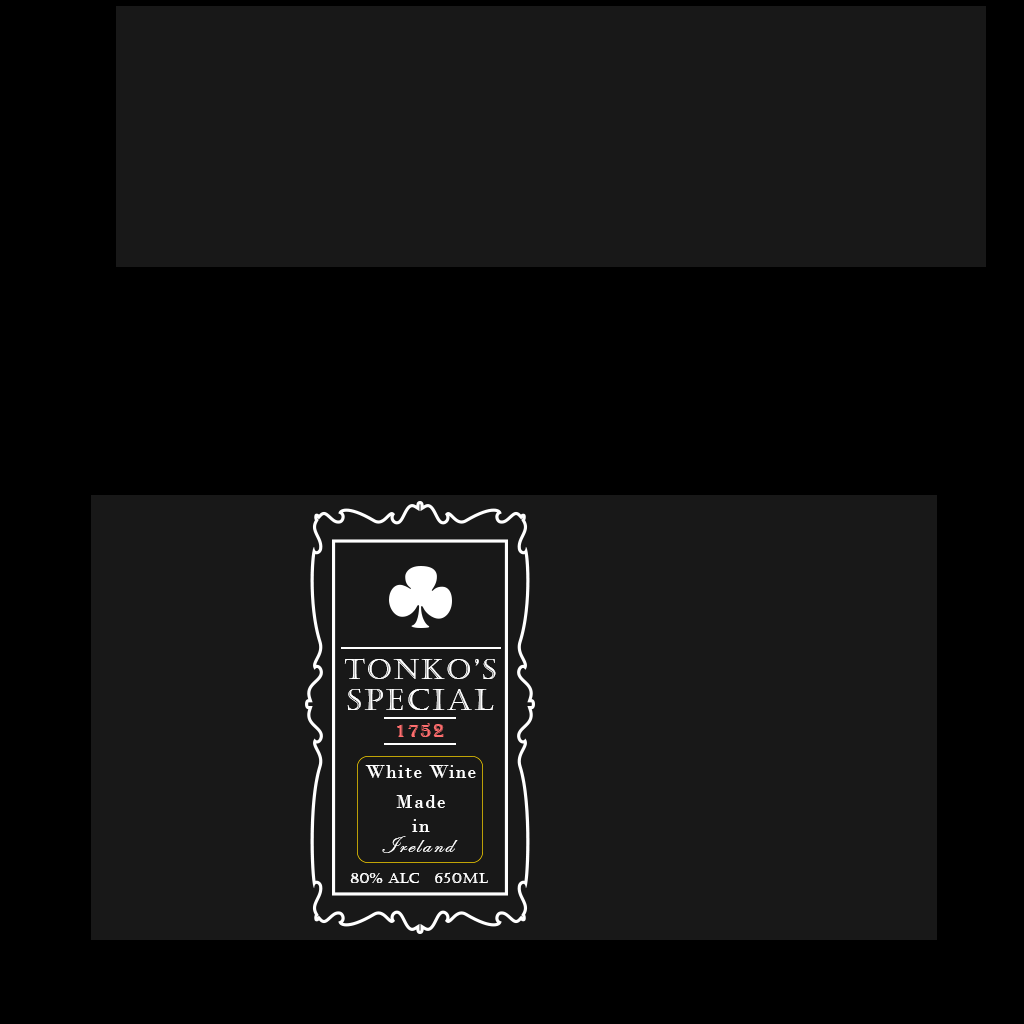 TONKO'S
SPECIAL
1752
White Wine
Made
in
Ireland
80% ALC 650ML